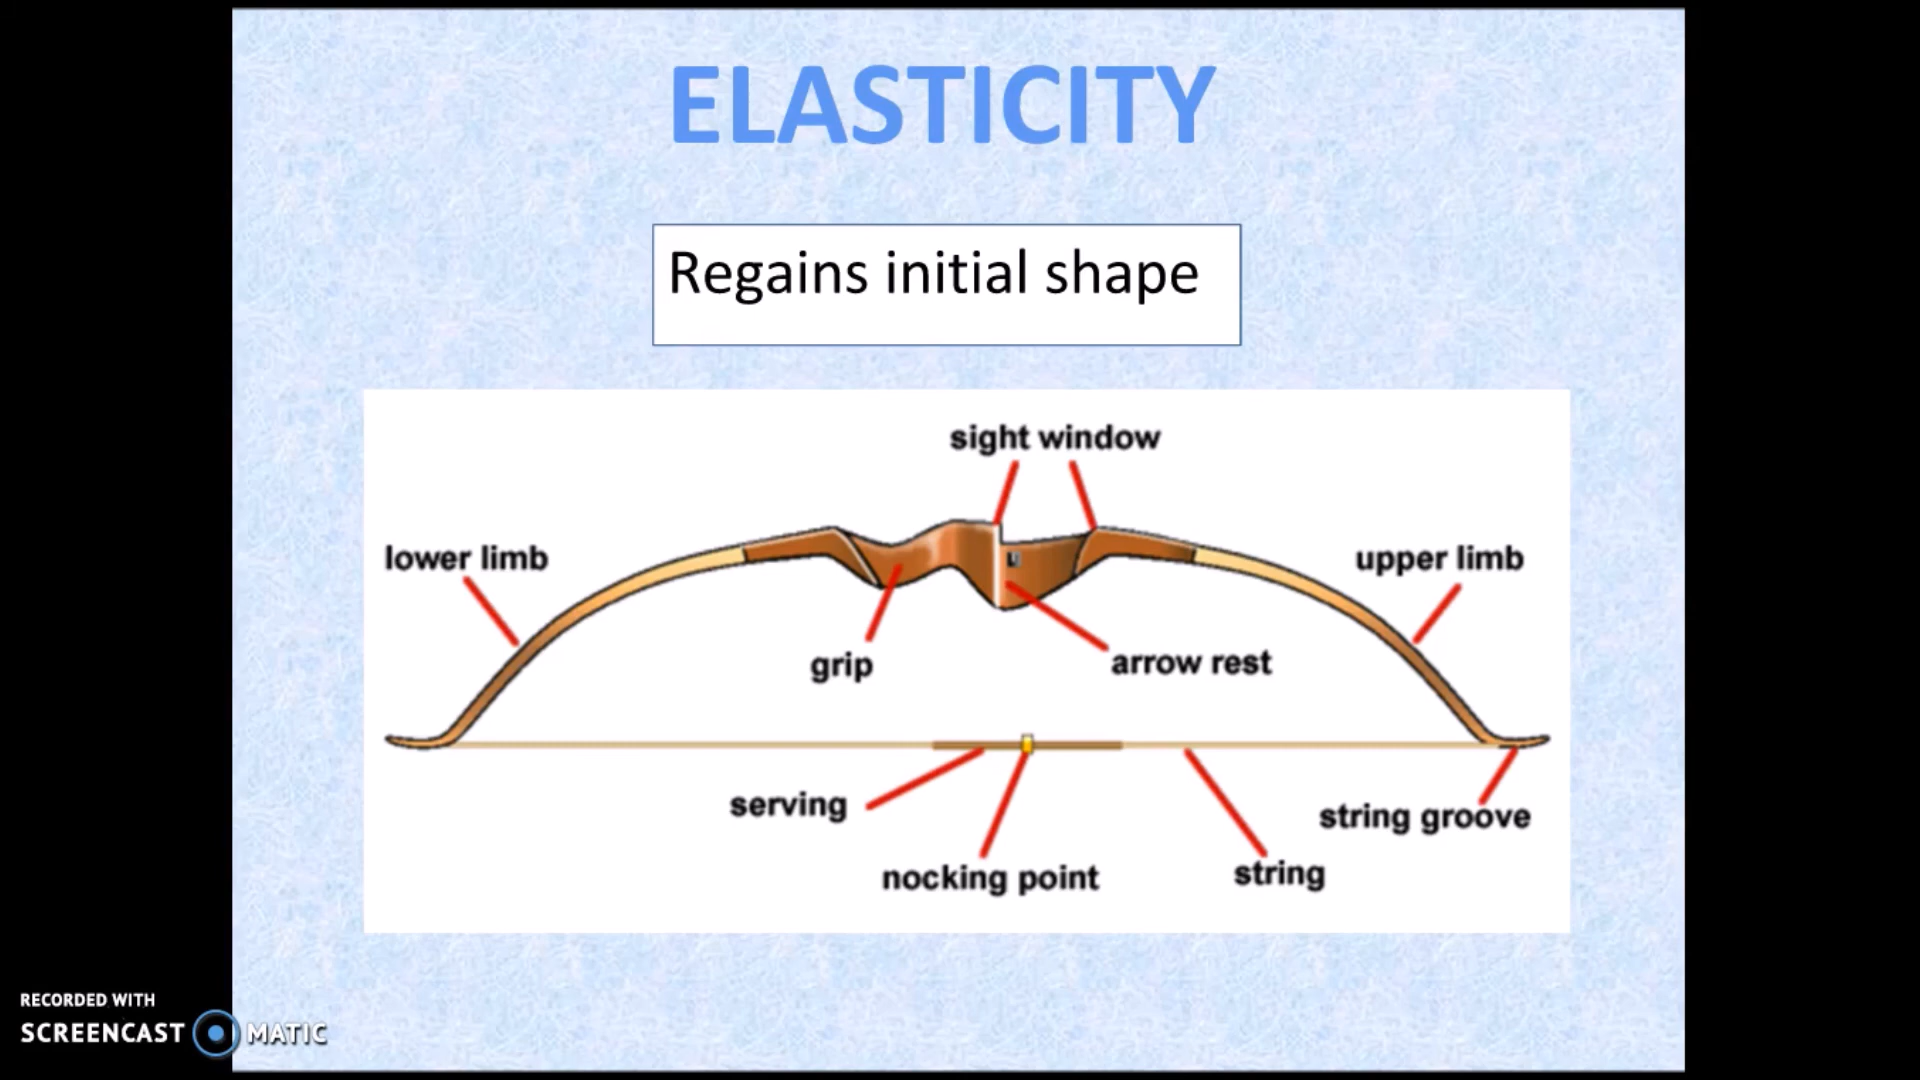 ELASTICITY
Regains initial shape
sight window
lower limb
upper limb
grip
arrow rest
serving
string groove
nocking point
string
RECORDED WITH
SCREENCAST MATIC